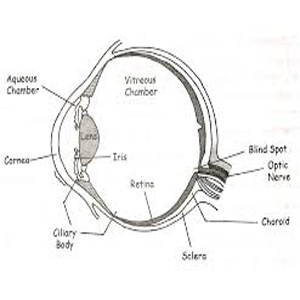 Aqueous
Chamber
Vitreous
Chamber
Lens
Cornea
Iris
Blind Spot
Optic
Nerve
Retina
Choroid
Ciliary
Body
Sclera